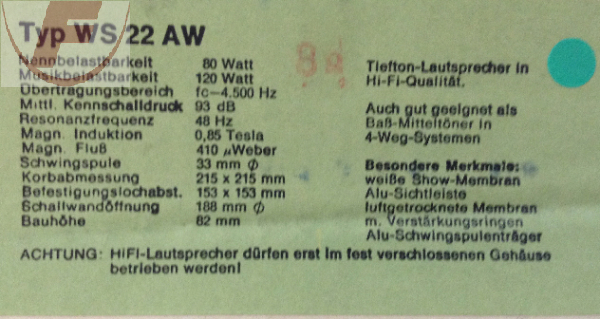 Typ WS 22 AW
Nennbelastbarkeit 80 Watt
Musikbelastbarkeit 120 Watt
Übertragungsbereich fc–4.500 Hz
Mittl. Kennschalldruck 93 dB
Resonanzfrequenz 48 Hz
Magn. Induktion 0,85 Tesla
Magn. Fluß 410 µWeber
Schwingspule 33 mm ϕ
Korbabmessung 215 x 215 mm
Befestigungslochabst. 153 x 153 mm
Schallwandöffnung 188 mm ϕ
Bauhöhe 82 mm
8Ω
Tiefton-Lautsprecher in
Hi-Fi-Qualität.
Auch gut geeignet als
Baß-Mitteltöner in
4-Weg-Systemen
Besondere Merkmale:
weiße Show-Membran
Alu-Sichtleiste
luftgetrocknete Membran
m. Verstärkungsringen
Alu-Schwingspulenträger
ACHTUNG: HiFi-Lautsprecher dürfen erst im fest verschlossenen Gehäuse
betrieben werden!